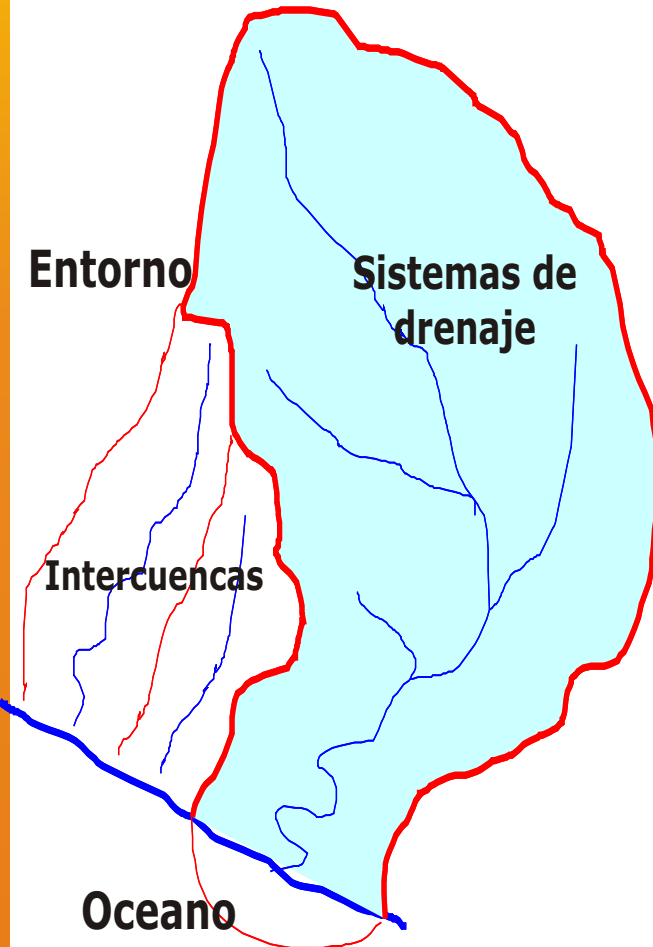 Entorno
Sistemas de
drenaje
Intercuencas
Oceano